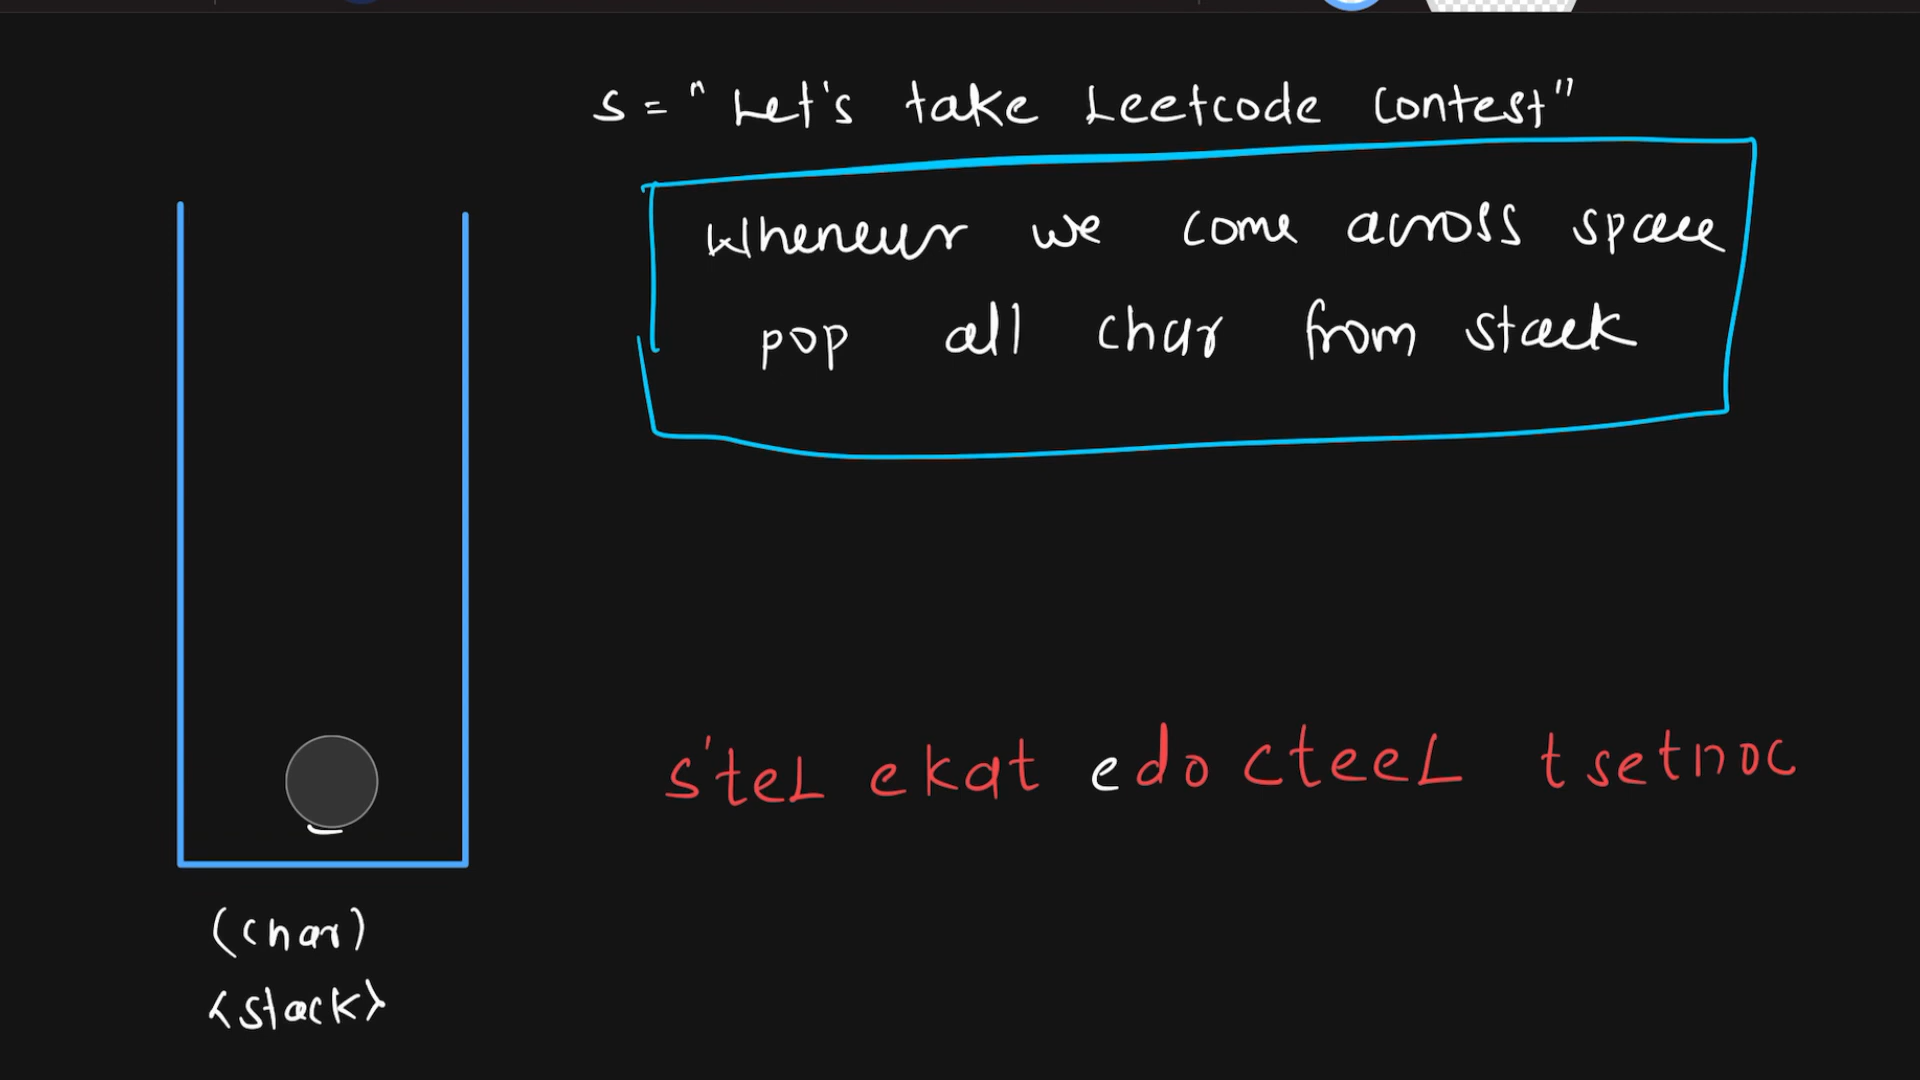 s = " Let's take Leetcode contest"
Whenever we come across space
pop all char from stack
s'teL ekat edocteeL tsetnoc
(char)
<stack>